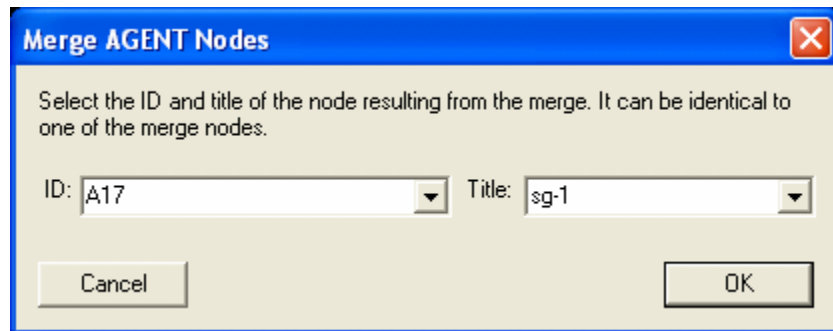 Merge AGENT Nodes
Select the ID and title of the node resulting from the merge. It can be identical to
one of the merge nodes.
ID: A17 Title: sg-1
Cancel OK